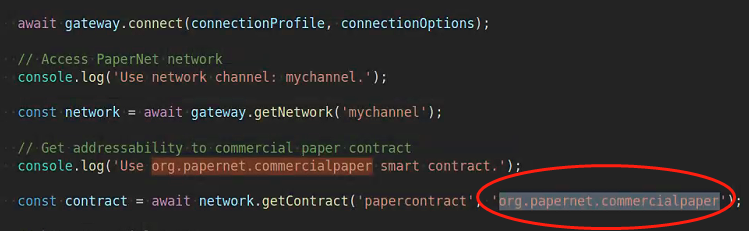 await gateway.connect(connectionProfile, connectionOptions);
// Access PaperNet network
console.log('Use network channel: mychannel.');
const network = await gateway.getNetwork('mychannel');
// Get addressability to commercial paper contract
console.log('Use org.papernet.commercialpaper smart contract.');
const contract = await network.getContract('papercontract', 'org.papernet.commercialpaper');